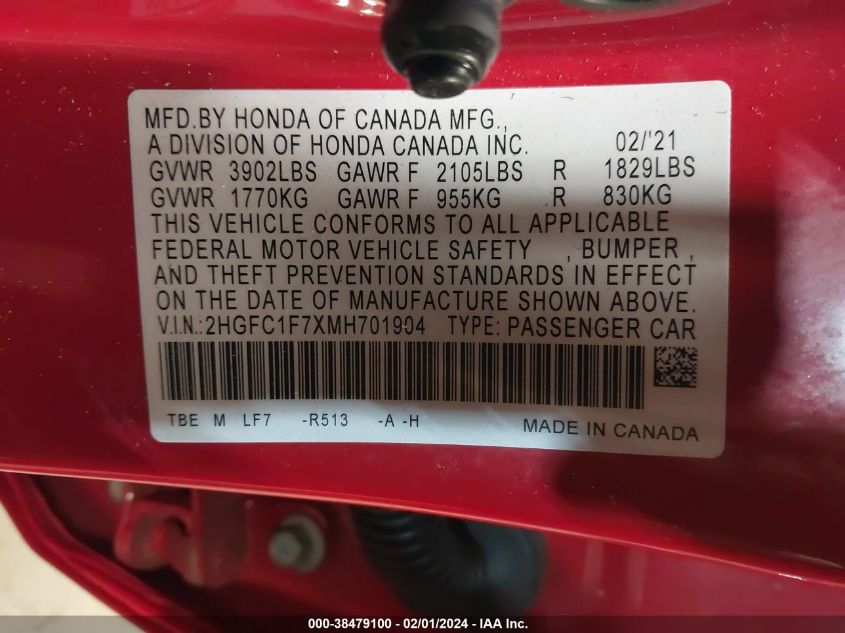 MFD.BY HONDA OF CANADA MFG.,
A DIVISION OF HONDA CANADA INC. 02/'21
GVWR 3902LBS GAWR F 2105LBS R 1829LBS
GVWR 1770KG GAWR F 955KG R 830KG
THIS VEHICLE CONFORMS TO ALL APPLICABLE
FEDERAL MOTOR VEHICLE SAFETY , BUMPER ,
AND THEFT PREVENTION STANDARDS IN EFFECT
ON THE DATE OF MANUFACTURE SHOWN ABOVE.
V.I.N.:2HGFC1F7XMH701904 TYPE: PASSENGER CAR
TBE M LF7 -R513 -A -H MADE IN CANADA
000-38479100 - 02/01/2024 - IAA Inc.